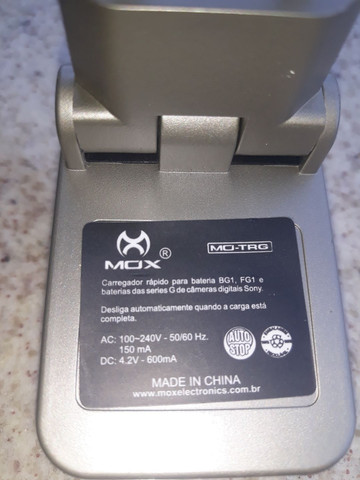 MOX ®
MO-TRG
Carregador rápido para bateria BG1, FG1 e
baterias das series G de câmeras digitais Sony.
Desliga automaticamente quando a carga está
completa.
AC: 100~240V - 50/60 Hz.
150 mA
DC: 4.2V - 600mA
AUTO
STOP
MADE IN CHINA
www.moxelectronics.com.br